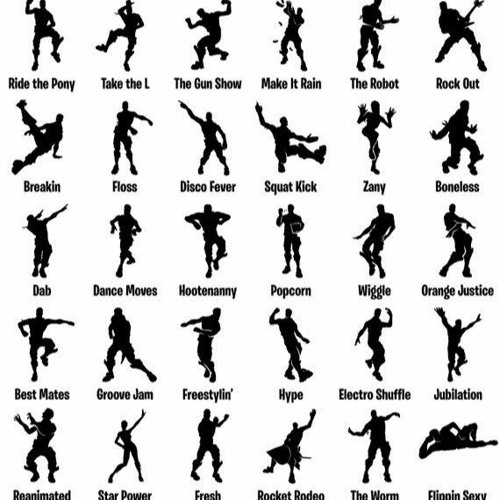 Ride the Pony Take the L The Gun Show Make It Rain The Robot Rock Out
Breakin Floss Disco Fever Squat Kick Zany Boneless
Dab Dance Moves Hootenanny Popcorn Wiggle Orange Justice
Best Mates Groove Jam Freestylin' Hype Electro Shuffle Jubilation
Reanimated Star Power Fresh Rocket Rodeo The Worm Flippin Sexy